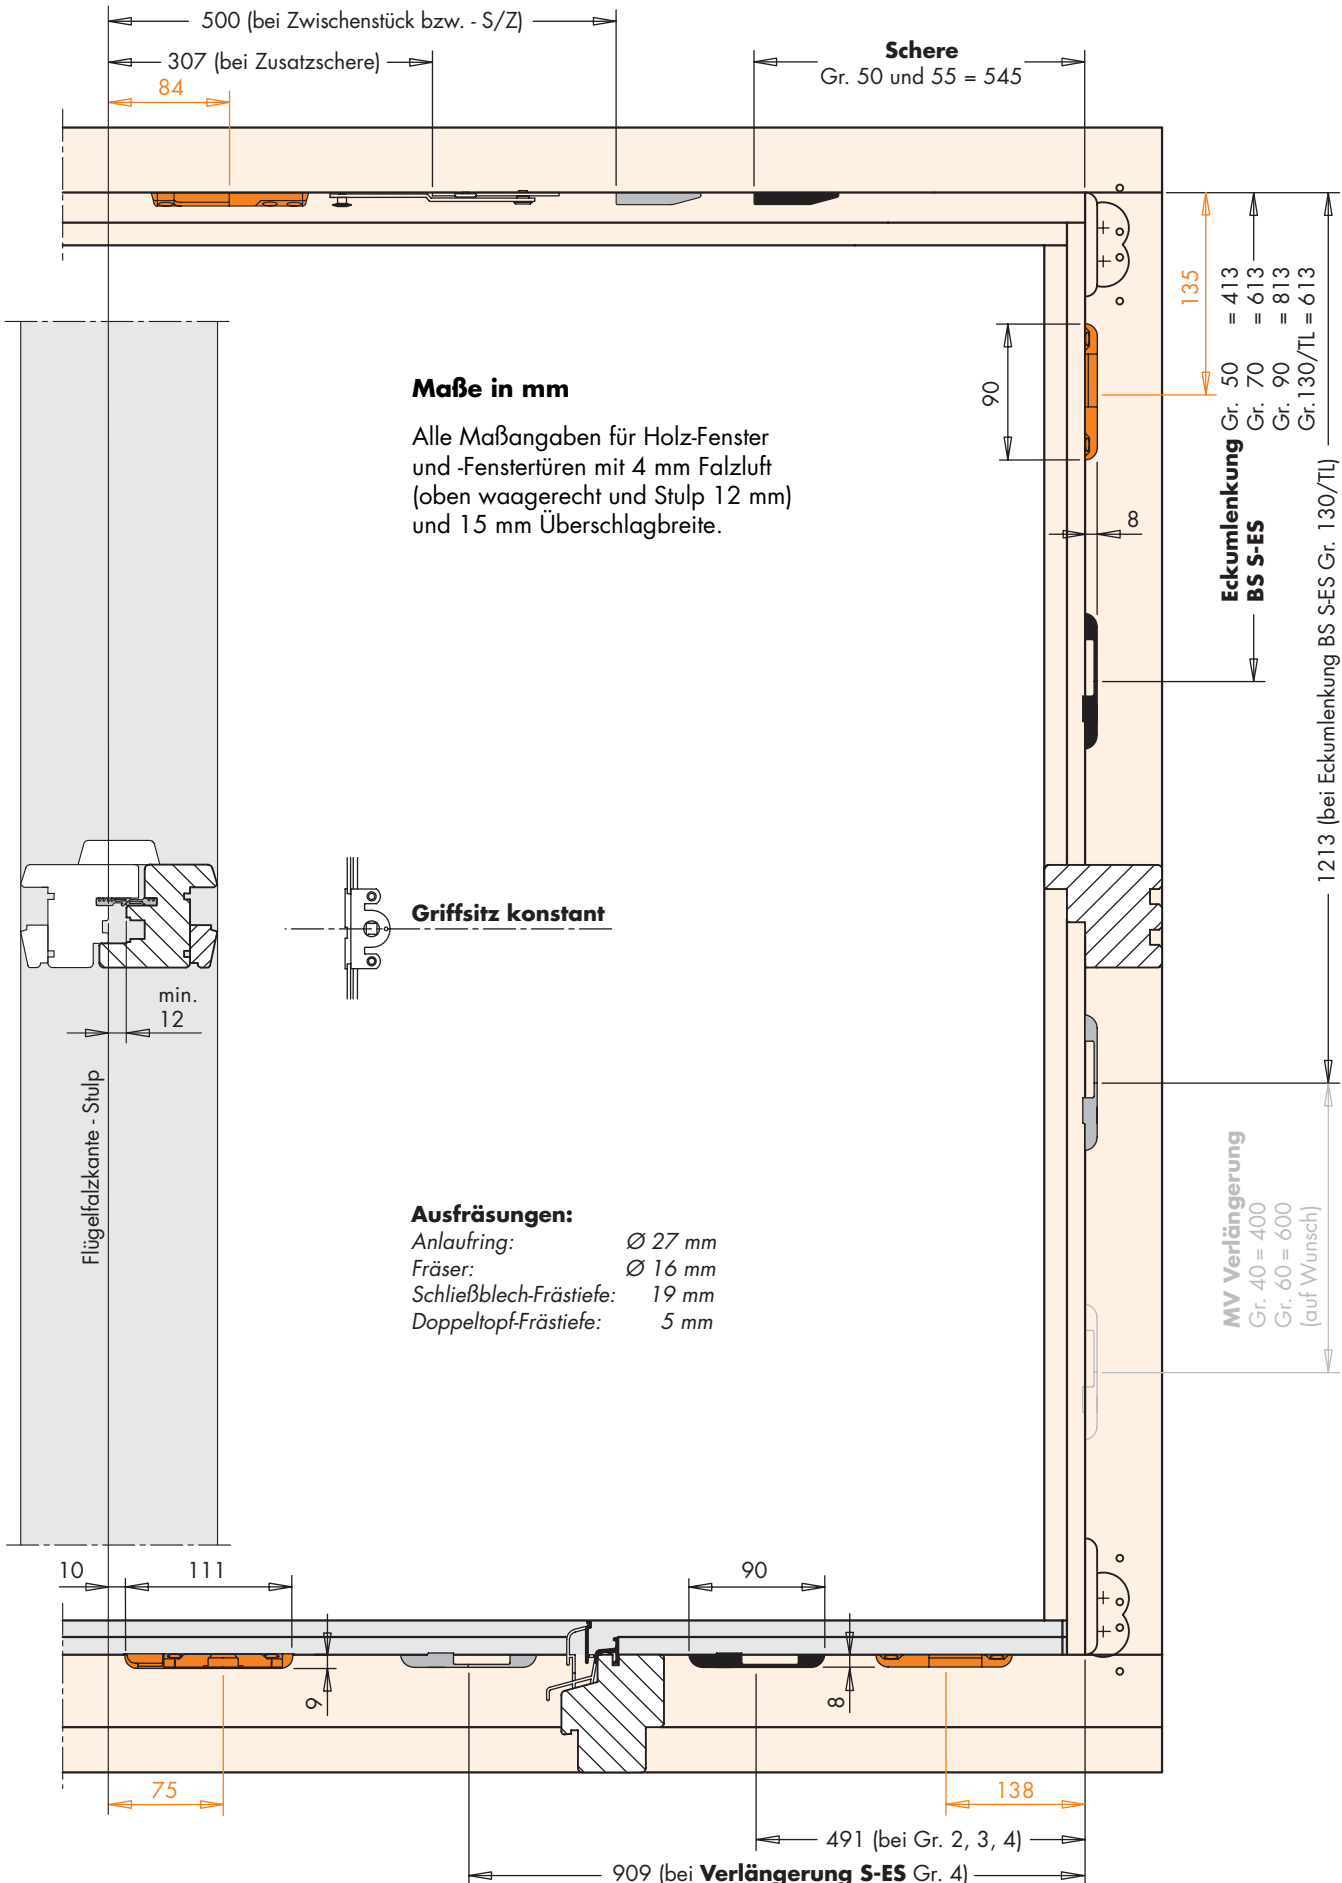 500 (bei Zwischenstück bzw. - S/Z)
307 (bei Zusatzschere)
84
Schere
Gr. 50 und 55 = 545
135
Eckumlenkung
BS S-ES
Gr. 50 = 413
Gr. 70 = 613
Gr. 90 = 813
Gr.130/TL = 613
1213 (bei Eckumlenkung BS S-ES Gr. 130/TL)
90
8
Maße in mm
Alle Maßangaben für Holz-Fenster
und -Fenstertüren mit 4 mm Falzluft
(oben waagerecht und Stulp 12 mm)
und 15 mm Überschlagbreite.
Griffsitz konstant
min.
12
Flügelfalzkante - Stulp
MV Verlängerung
Gr. 40 = 400
Gr. 60 = 600
(auf Wunsch)
Ausfräsungen:
Anlaufring: Ø 27 mm
Fräser: Ø 16 mm
Schließblech-Frästiefe: 19 mm
Doppeltopf-Frästiefe: 5 mm
10
111
90
9
8
75
138
491 (bei Gr. 2, 3, 4)
909 (bei Verlängerung S-ES Gr. 4)